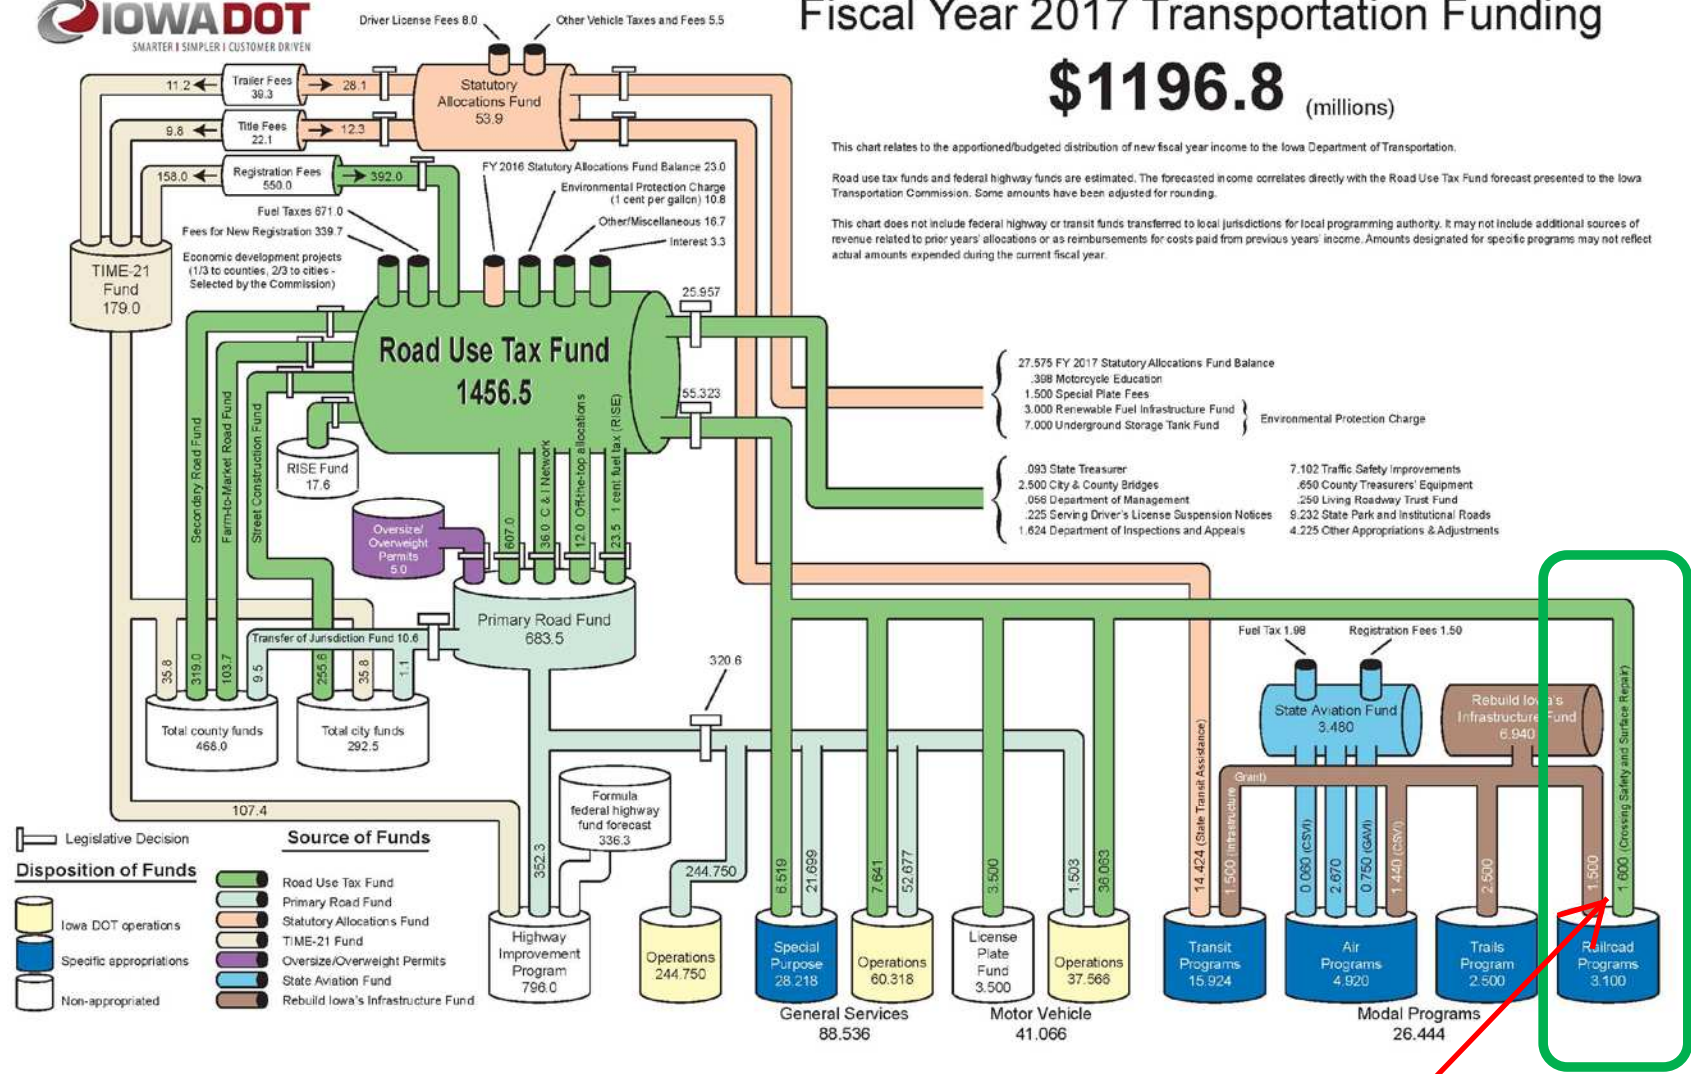 IOWADOT
SMARTER I SIMPLER I CUSTOMER DRIVEN
Fiscal Year 2017 Transportation Funding
$1196.8 (millions)
This chart relates to the apportioned/budgeted distribution of new fiscal year income to the Iowa Department of Transportation.
Road use tax funds and federal highway funds are estimated. The forecasted income correlates directly with the Road Use Tax Fund forecast presented to the Iowa
Transportation Commission. Some amounts have been adjusted for rounding.
This chart does not include federal highway or transit funds transferred to local jurisdictions for local programming authority. It may not include additional sources of
revenue related to prior years' allocations or as reimbursements for costs paid from previous years' income. Amounts designated for specific programs may not reflect
actual amounts expended during the current fiscal year.
Driver License Fees 8.0
Other Vehicle Taxes and Fees 5.5
11.2
Trailer Fees
39.3
28.1
Statutory
Allocations Fund
53.9
9.8
Title Fees
22.1
12.3
158.0
Registration Fees
550.0
392.0
FY 2016 Statutory Allocations Fund Balance 23.0
Environmental Protection Charge
(1 cent per gallon) 10.8
Other/Miscellaneous 16.7
Interest 3.3
Fuel Taxes 671.0
Fees for New Registration 339.7
Economic development projects
(1/3 to counties, 2/3 to cities -
Selected by the Commission)
TIME-21
Fund
179.0
Road Use Tax Fund
1456.5
25.957
55.323
27.575 FY 2017 Statutory Allocations Fund Balance
.398 Motorcycle Education
1.500 Special Plate Fees
3.000 Renewable Fuel Infrastructure Fund
7.000 Underground Storage Tank Fund
Environmental Protection Charge
.093 State Treasurer
2.500 City & County Bridges
.056 Department of Management
.225 Serving Driver's License Suspension Notices
1.624 Department of Inspections and Appeals
7.102 Traffic Safety Improvements
.650 County Treasurers' Equipment
.250 Living Roadway Trust Fund
9.232 State Park and Institutional Roads
4.225 Other Appropriations & Adjustments
Secondary Road Fund
Farm-to-Market Road Fund
Street Construction Fund
RISE Fund
17.6
Oversize/
Overweight
Permits
5.0
607.0
36.0 C & I Network
12.0 Off-the-top allocations
23.5 1 cent fuel tax (RISE)
Primary Road Fund
683.5
Transfer of Jurisdiction Fund 10.6
35.8
319.0
103.7
9.5
255.6
35.8
1.1
Total county funds
468.0
Total city funds
292.5
320.6
107.4
Formula
federal highway
fund forecast
336.3
352.3
244.750
6.519
21.699
7.641
52.677
3.500
1.503
36.063
14.424 (State Transit Assistance)
1.500 (Infrastructure
Grant)
Fuel Tax 1.98
Registration Fees 1.50
State Aviation Fund
3.480
Rebuild Iowa's
Infrastructure Fund
6.940
0.060 (CSVI)
2.670
0.750 (GAVI)
1.440 (CSVI)
2.500
1.500
1.600 (Crossing Safety and Surface Repair)
Legislative Decision
Disposition of Funds
Iowa DOT operations
Specific appropriations
Non-appropriated
Source of Funds
Road Use Tax Fund
Primary Road Fund
Statutory Allocations Fund
TIME-21 Fund
Oversize/Overweight Permits
State Aviation Fund
Rebuild Iowa's Infrastructure Fund
Highway
Improvement
Program
796.0
Operations
244.750
Special
Purpose
28.218
Operations
60.318
License
Plate
Fund
3.500
Operations
37.566
Transit
Programs
15.924
Air
Programs
4.920
Trails
Program
2.500
Railroad
Programs
3.100
General Services
88.536
Motor Vehicle
41.066
Modal Programs
26.444